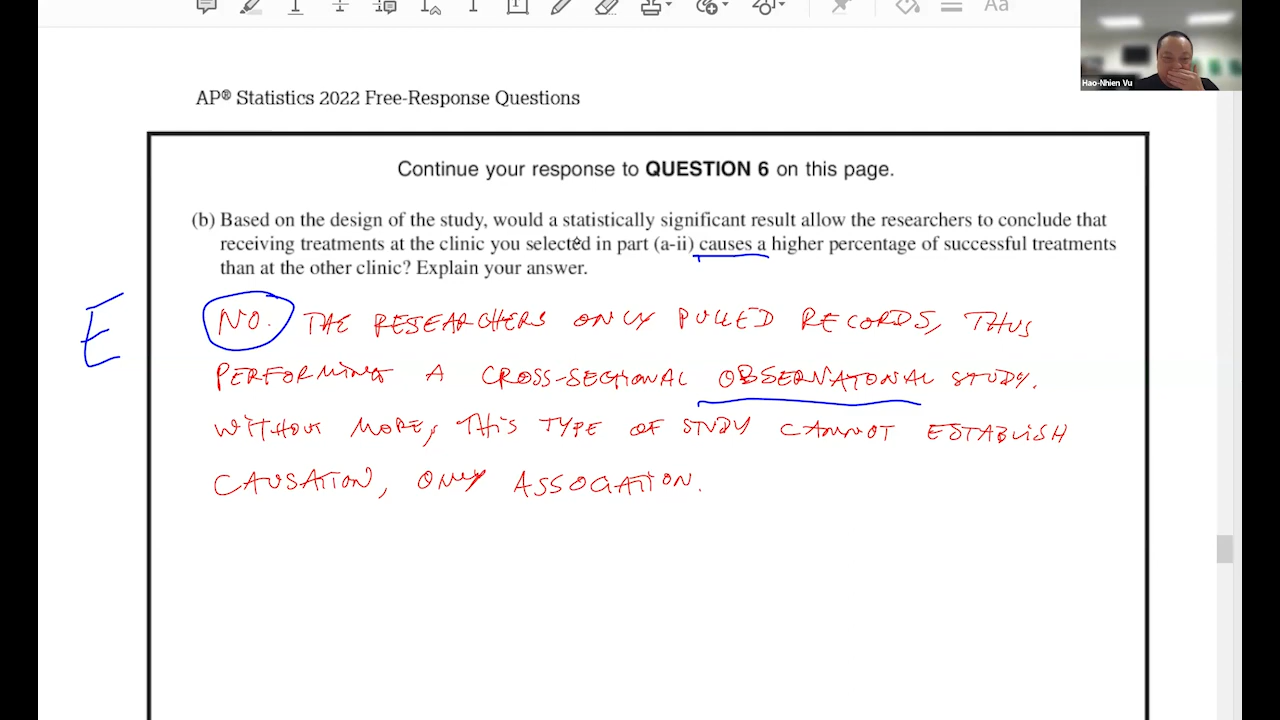 Aa
Hao-Nhien Vu
AP® Statistics 2022 Free-Response Questions
Continue your response to QUESTION 6 on this page.
(b) Based on the design of the study, would a statistically significant result allow the researchers to conclude that
receiving treatments at the clinic you selected in part (a-ii) causes a higher percentage of successful treatments
than at the other clinic? Explain your answer.
E
NO. THE RESEARCHERS ONLY PULLED RECORDS, THUS
PERFORMING A CROSS-SECTIONAL OBSERVATONAL STUDY.
WITHOUT MORE, THIS TYPE OF STUDY CANNOT ESTABLISH
CAUSATION, ONLY ASSOCIATION.